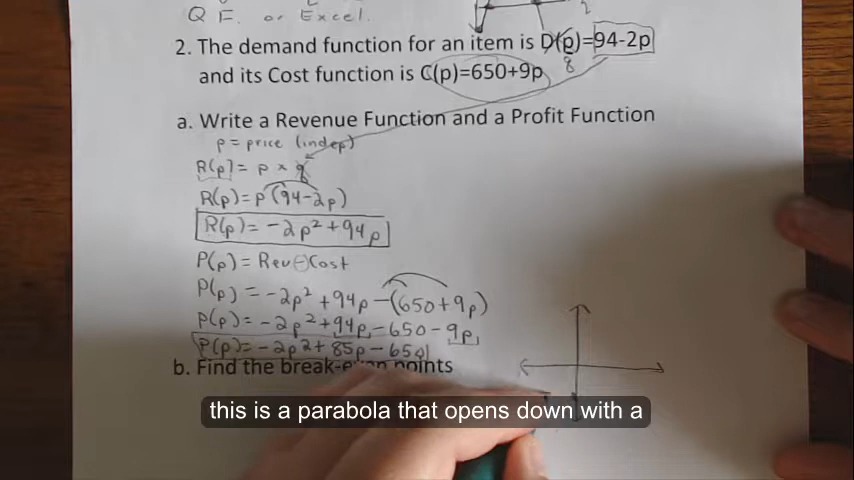 Q F. or Excel.
2. The demand function for an item is D(p)=94-2p
8
and its Cost function is C(p)=650+9p
a. Write a Revenue Function and a Profit Function
p = price (indep)
R(p) = p × q
R(p) = p (94-2p)
R(p) = -2p² + 94p
P(p) = Rev - Cost
P(p) = -2p² + 94p - (650 + 9p)
P(p) = -2p² + 94p - 650 - 9p
P(p) = -2p² + 85p - 650
b. Find the break-even points
this is a parabola that opens down with a